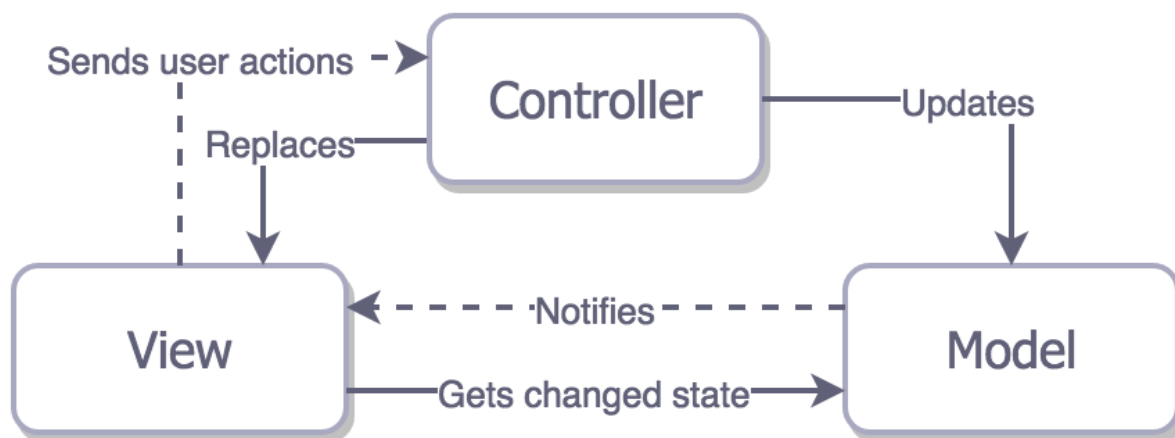 Sends user actions
Controller
Updates
Replaces
Notifies
View
Model
Gets changed state